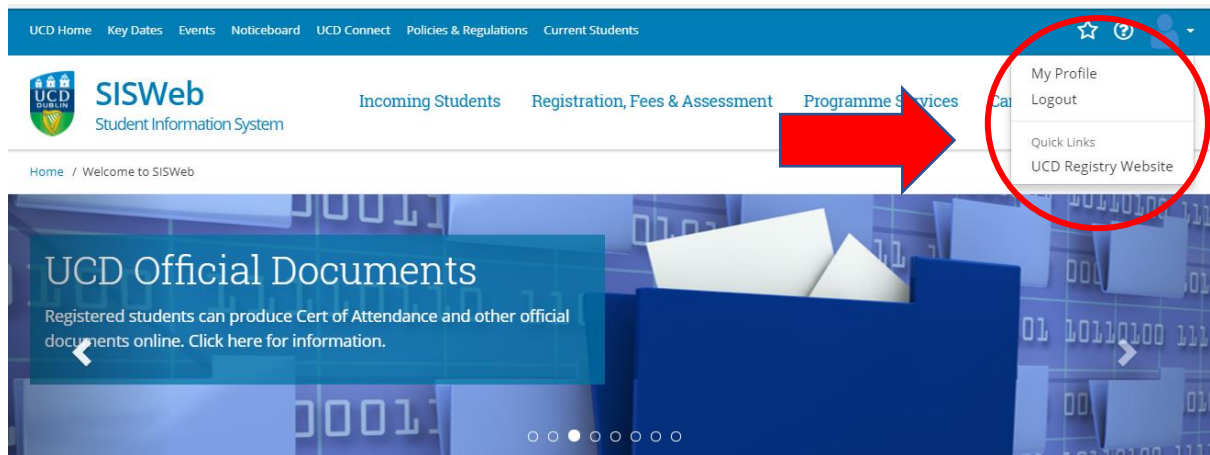 UCD Home Key Dates Events Noticeboard UCD Connect Policies & Regulations Current Students
UCD
DUBLIN
SISWeb
Student Information System
Incoming Students Registration, Fees & Assessment Programme Services
My Profile
Logout
Quick Links
UCD Registry Website
Home / Welcome to SISWeb
UCD Official Documents
Registered students can produce Cert of Attendance and other official
documents online. Click here for information.